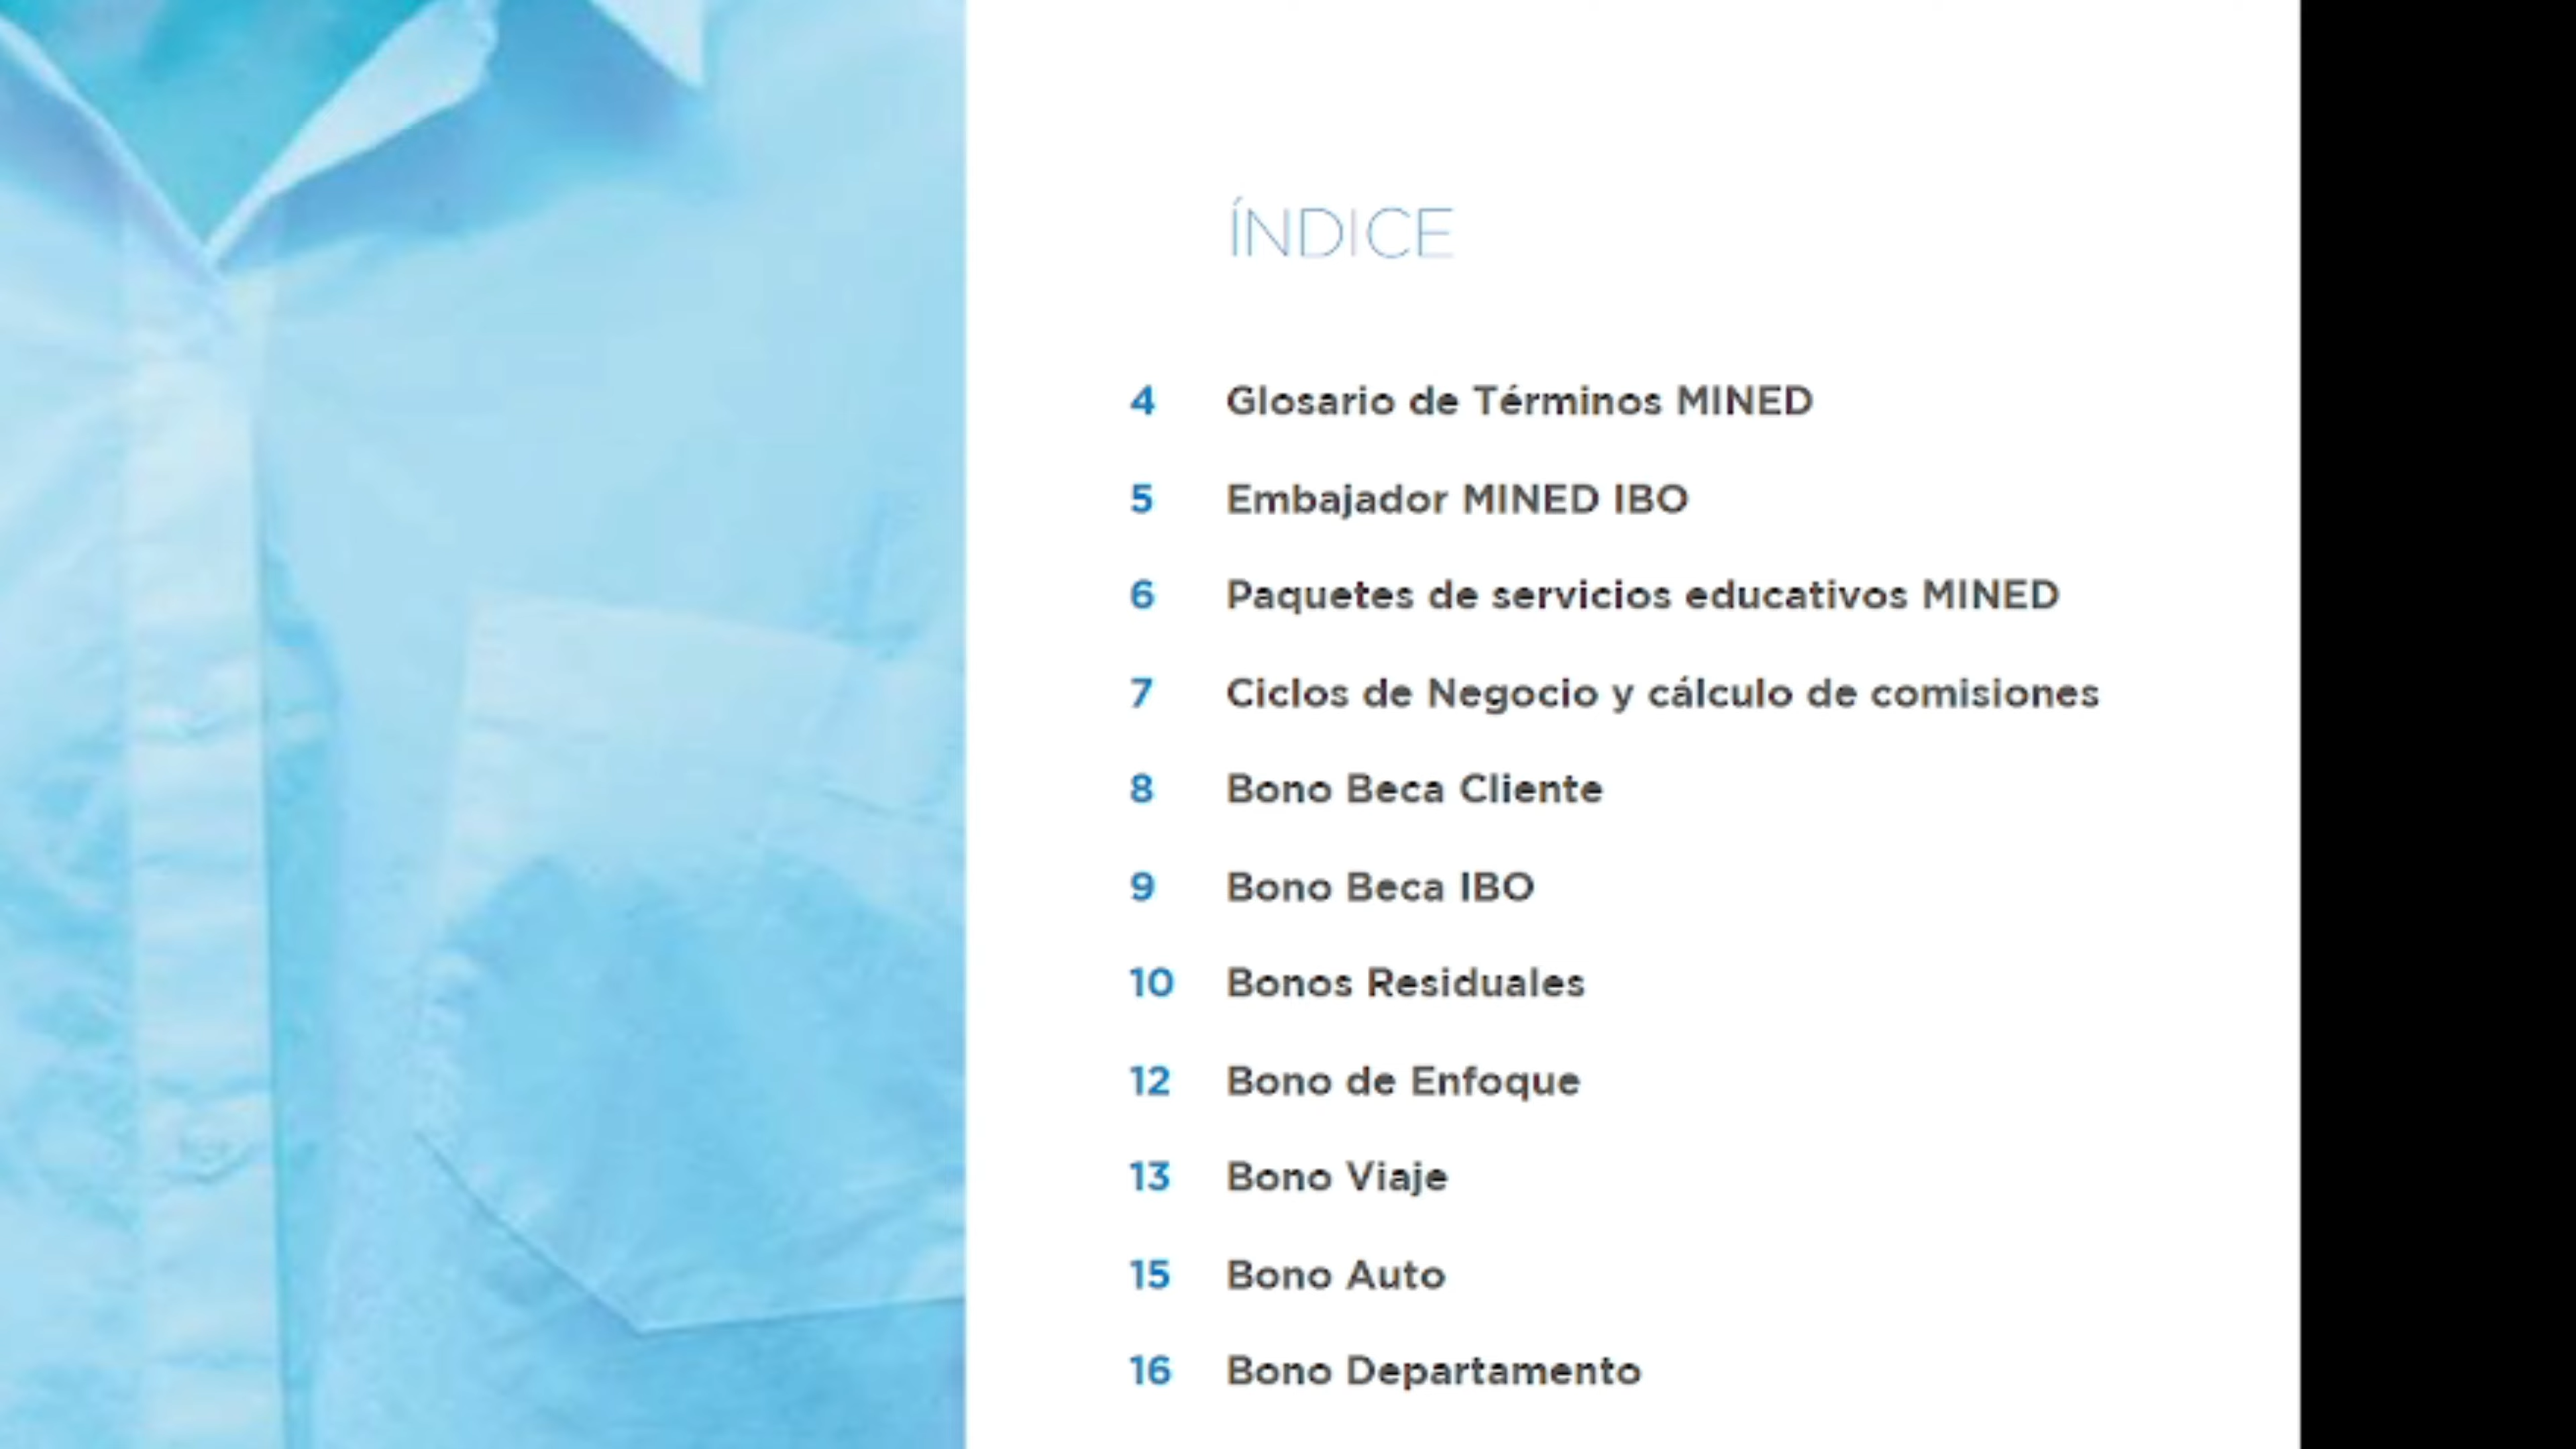 ÍNDICE
4 Glosario de Términos MINED
5 Embajador MINED IBO
6 Paquetes de servicios educativos MINED
7 Ciclos de Negocio y cálculo de comisiones
8 Bono Beca Cliente
9 Bono Beca IBO
10 Bonos Residuales
12 Bono de Enfoque
13 Bono Viaje
15 Bono Auto
16 Bono Departamento